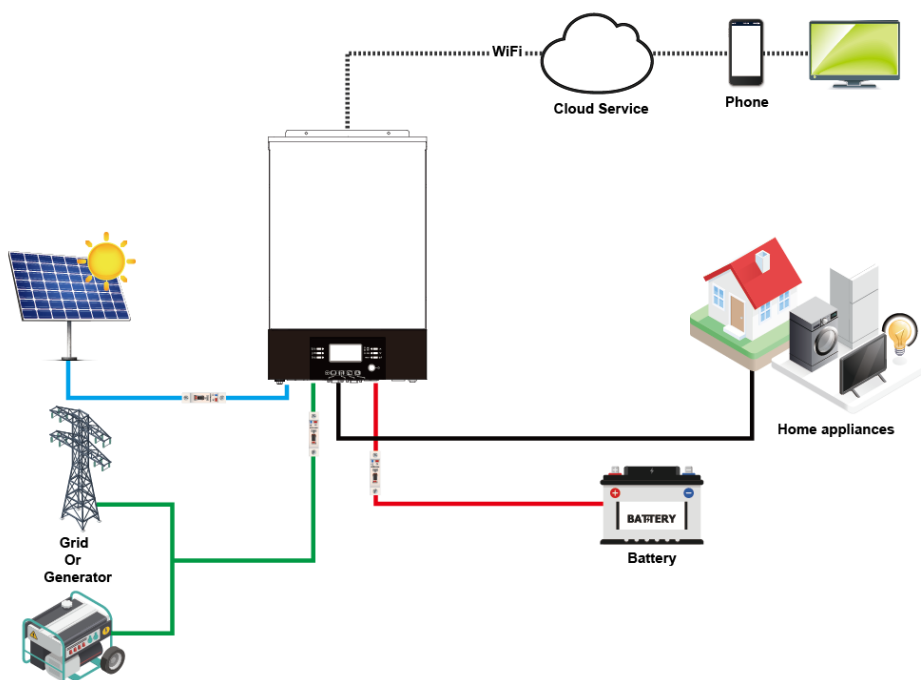 WiFi
Cloud Service
Phone
Home appliances
Grid
Or
Generator
BATTERY
Battery